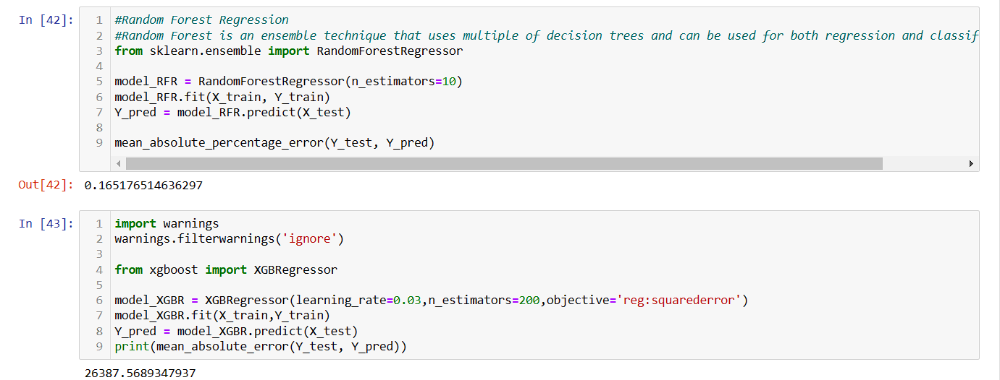 In [42]:
1 #Random Forest Regression
2 #Random Forest is an ensemble technique that uses multiple of decision trees and can be used for both regression and classif
3 from sklearn.ensemble import RandomForestRegressor
4
5 model_RFR = RandomForestRegressor(n_estimators=10)
6 model_RFR.fit(X_train, Y_train)
7 Y_pred = model_RFR.predict(X_test)
8
9 mean_absolute_percentage_error(Y_test, Y_pred)
Out[42]: 0.165176514636297
In [43]:
1 import warnings
2 warnings.filterwarnings('ignore')
3
4 from xgboost import XGBRegressor
5
6 model_XGBR = XGBRegressor(learning_rate=0.03,n_estimators=200,objective='reg:squarederror')
7 model_XGBR.fit(X_train,Y_train)
8 Y_pred = model_XGBR.predict(X_test)
9 print(mean_absolute_error(Y_test, Y_pred))
26387.5689347937